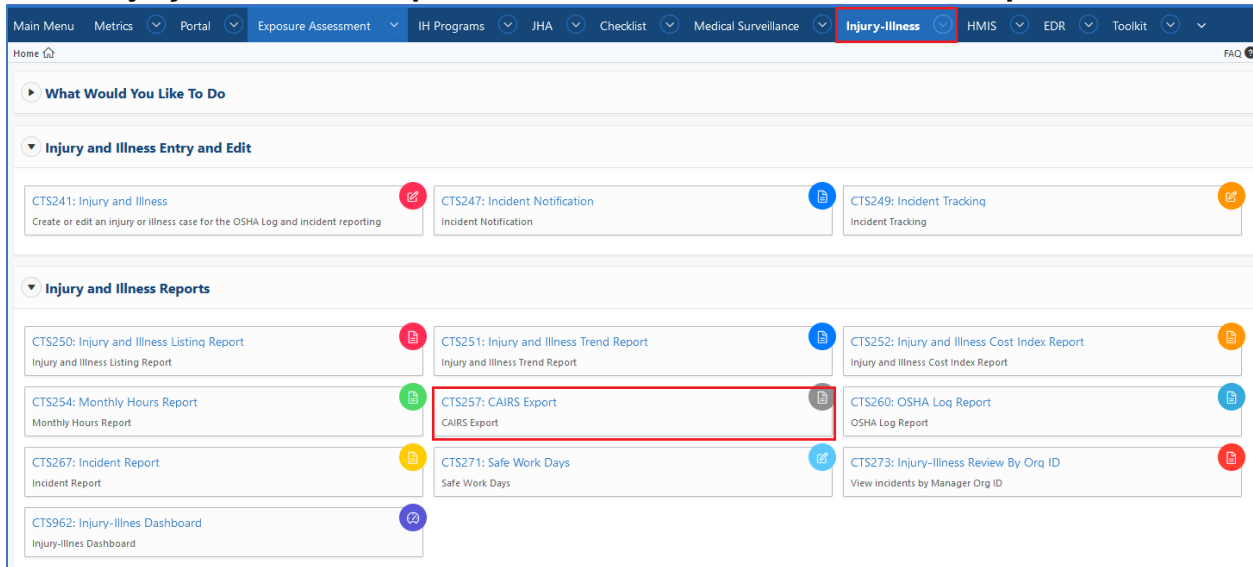 Main Menu Metrics Portal Exposure Assessment IH Programs JHA Checklist Medical Surveillance Injury-Illness HMIS EDR Toolkit
Home FAQ ?
What Would You Like To Do
Injury and Illness Entry and Edit
CTS241: Injury and Illness
Create or edit an injury or illness case for the OSHA Log and incident reporting
CTS247: Incident Notification
Incident Notification
CTS249: Incident Tracking
Incident Tracking
Injury and Illness Reports
CTS250: Injury and Illness Listing Report
Injury and Illness Listing Report
CTS251: Injury and Illness Trend Report
Injury and Illness Trend Report
CTS252: Injury and Illness Cost Index Report
Injury and Illness Cost Index Report
CTS254: Monthly Hours Report
Monthly Hours Report
CTS257: CAIRS Export
CAIRS Export
CTS260: OSHA Log Report
OSHA Log Report
CTS267: Incident Report
Incident Report
CTS271: Safe Work Days
Safe Work Days
CTS273: Injury-Illness Review By Org ID
View incidents by Manager Org ID
CTS962: Injury-Illnes Dashboard
Injury-Illnes Dashboard